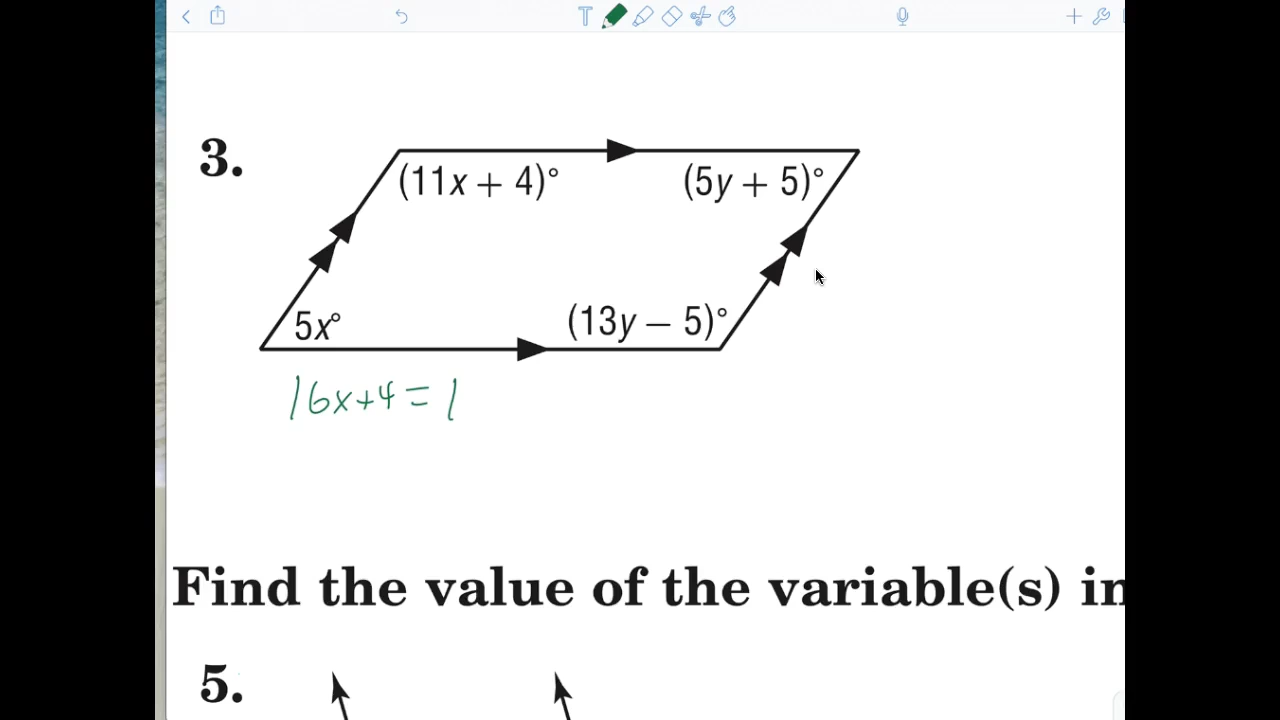 3.
(11x + 4)° (5y + 5)°
5x° (13y – 5)°
16x+4=1
Find the value of the variable(s) in
5.